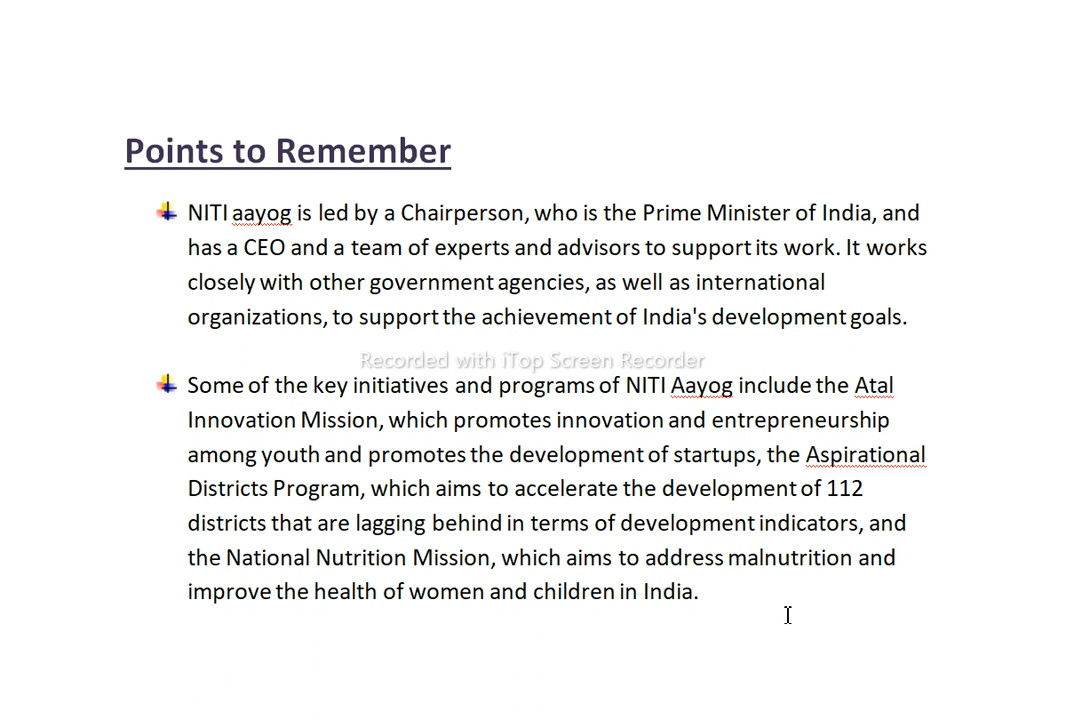 Points to Remember
NITI aayog is led by a Chairperson, who is the Prime Minister of India, and
has a CEO and a team of experts and advisors to support its work. It works
closely with other government agencies, as well as international
organizations, to support the achievement of India's development goals.
Recorded with iTop Screen Recorder
Some of the key initiatives and programs of NITI Aayog include the Atal
Innovation Mission, which promotes innovation and entrepreneurship
among youth and promotes the development of startups, the Aspirational
Districts Program, which aims to accelerate the development of 112
districts that are lagging behind in terms of development indicators, and
the National Nutrition Mission, which aims to address malnutrition and
improve the health of women and children in India.